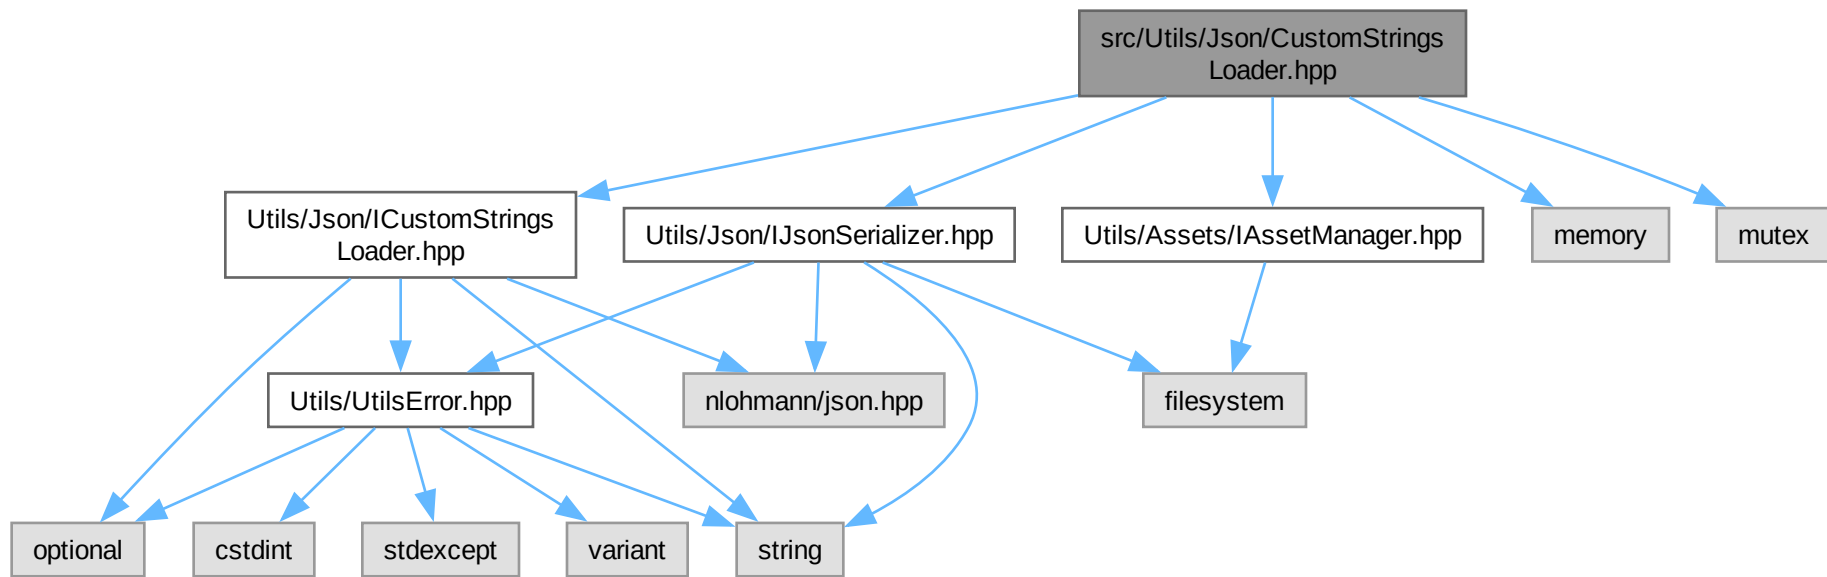 src/Utils/Json/CustomStrings
Loader.hpp
Utils/Json/ICustomStrings
Loader.hpp
Utils/Json/IJsonSerializer.hpp
Utils/Assets/IAssetManager.hpp
memory
mutex
Utils/UtilsError.hpp
nlohmann/json.hpp
filesystem
optional
cstdint
stdexcept
variant
string